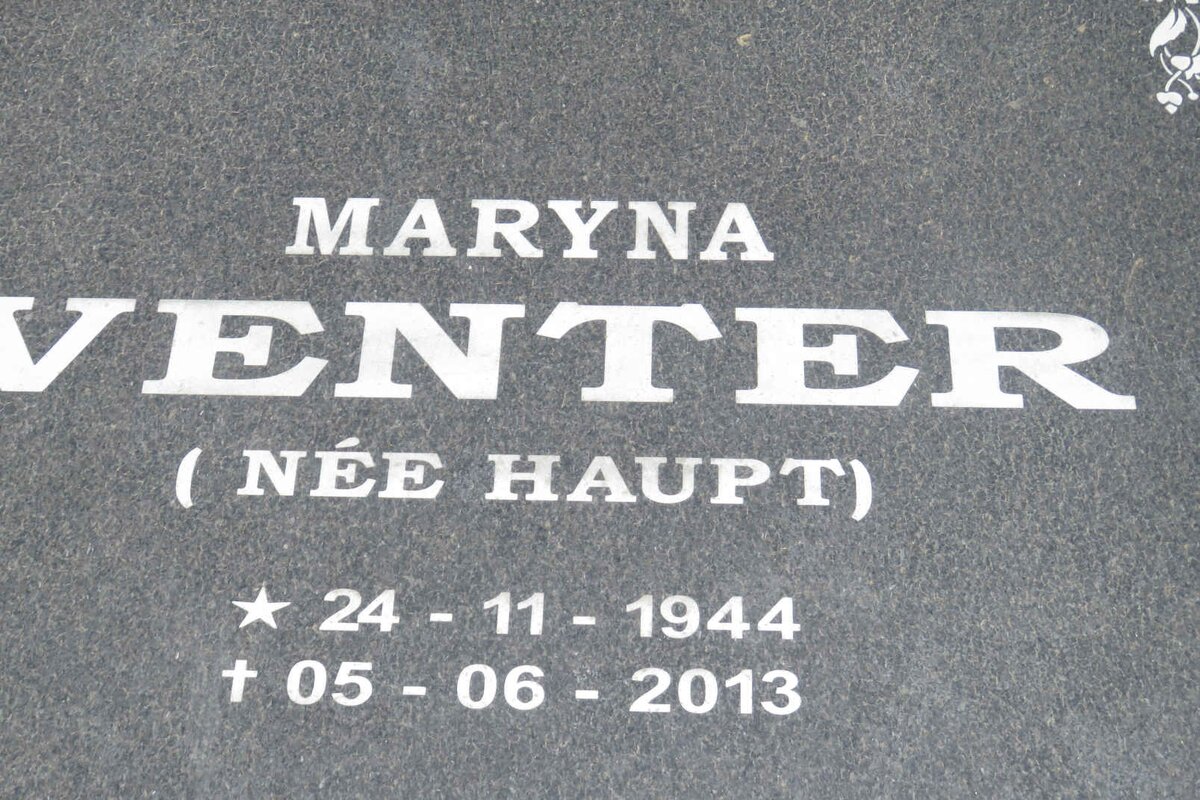 MARYNA
VENTER
( NÉE HAUPT)
★ 24 - 11 - 1944
✝ 05 - 06 - 2013